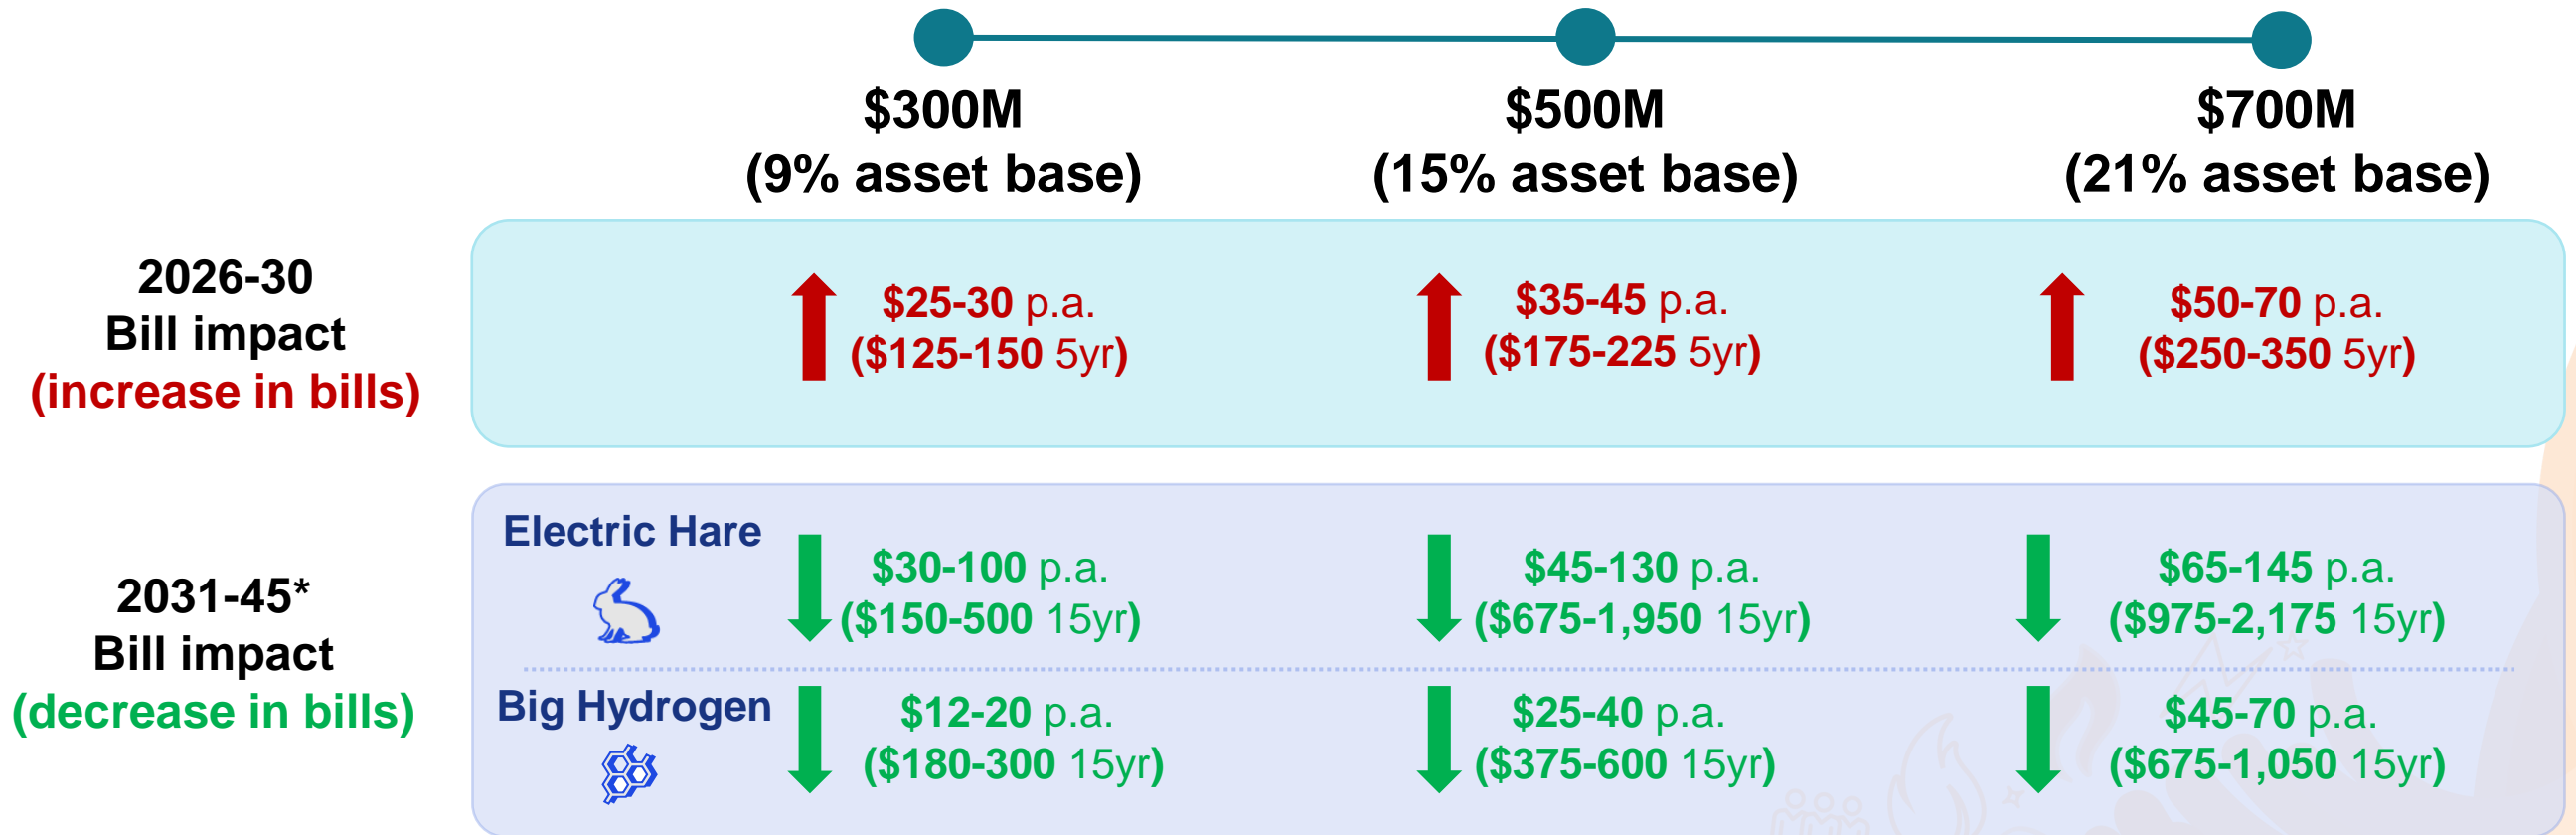 $300M
(9% asset base)
$500M
(15% asset base)
$700M
(21% asset base)
2026-30
Bill impact
(increase in bills)
$25-30 p.a.
($125-150 5yr)
$35-45 p.a.
($175-225 5yr)
$50-70 p.a.
($250-350 5yr)
2031-45*
Bill impact
(decrease in bills)
Electric Hare
$30-100 p.a.
($150-500 15yr)
$45-130 p.a.
($675-1,950 15yr)
$65-145 p.a.
($975-2,175 15yr)
Big Hydrogen
$12-20 p.a.
($180-300 15yr)
$25-40 p.a.
($375-600 15yr)
$45-70 p.a.
($675-1,050 15yr)